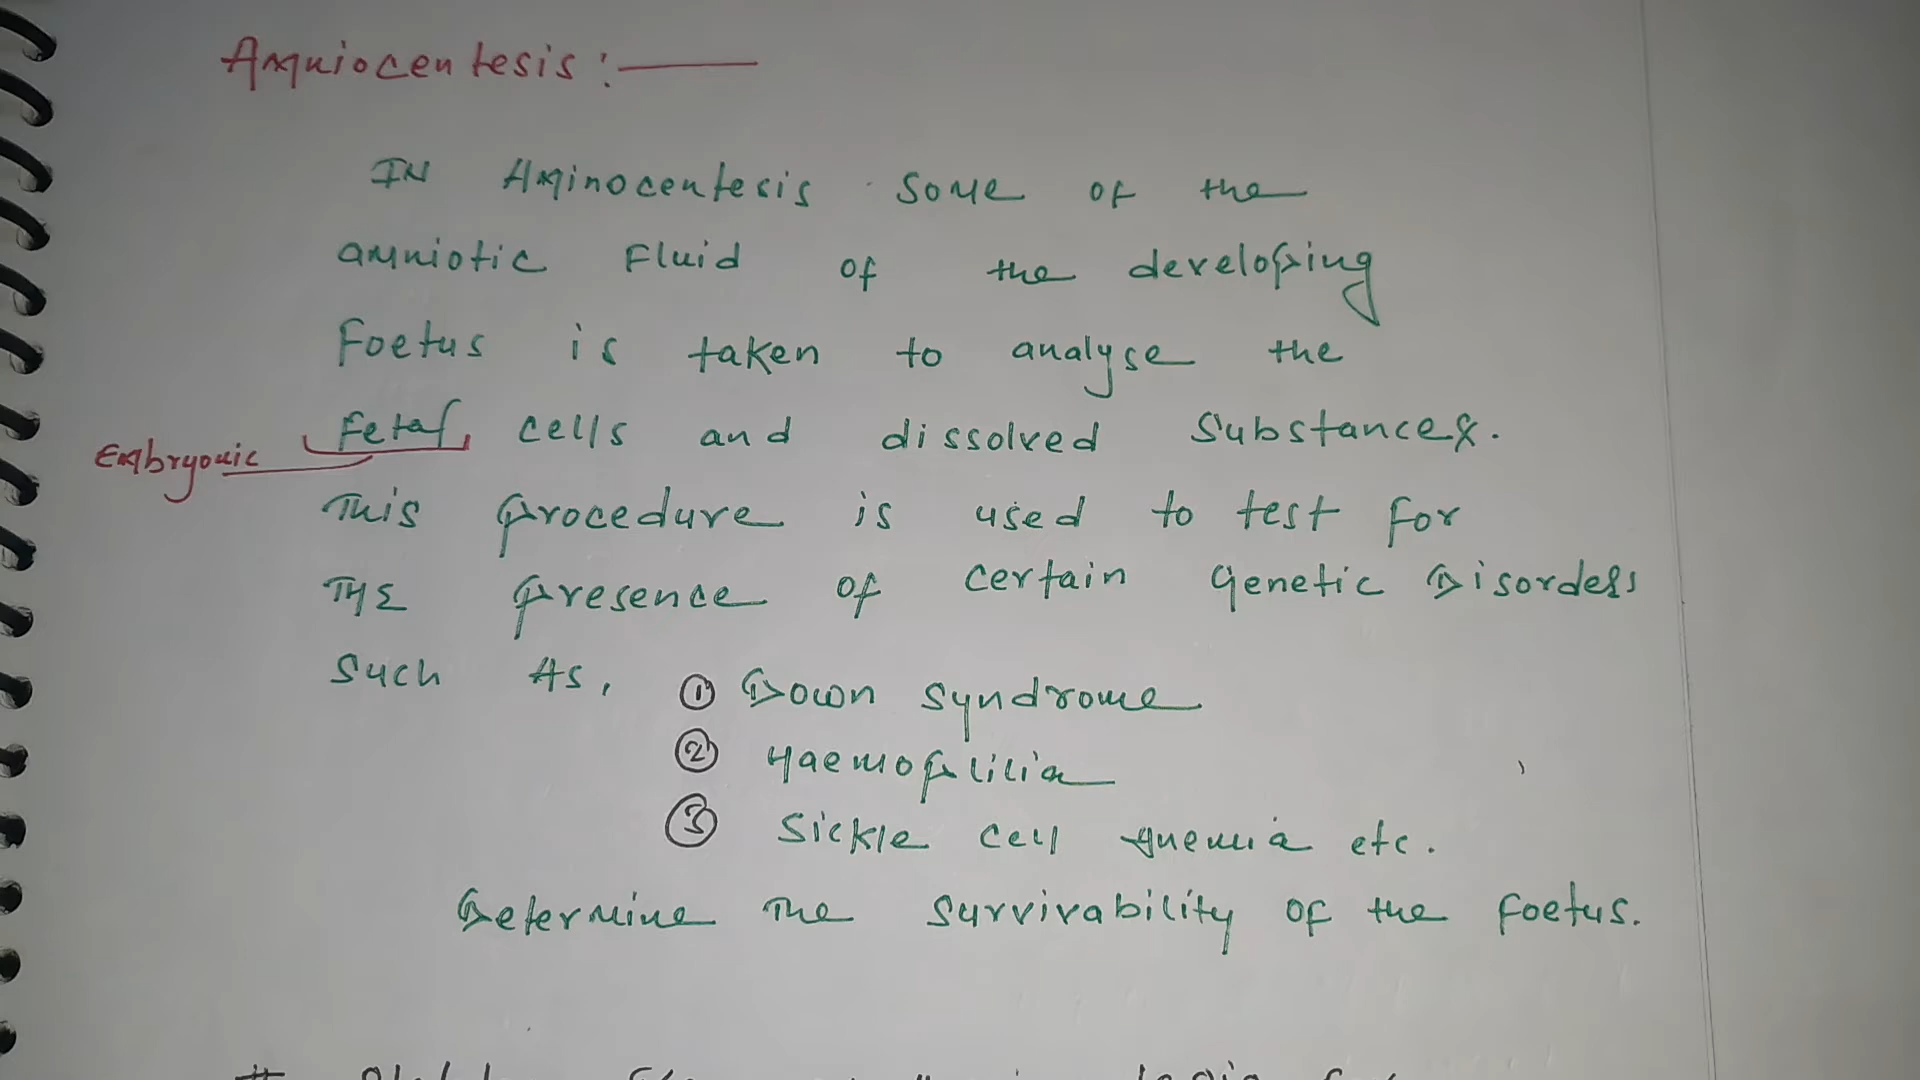 Amniocentesis :—
IN Aminocentesis some of the
amniotic Fluid of the developing
Foetus is taken to analyse the
Embryonic Fetal cells and dissolved Substances.
This procedure is used to test for
THE presence of certain Genetic Disorders
Such As, ① Down syndrome
② Haemophilia
③ Sickle cell Anemia etc.
Determine The survivability of the foetus.